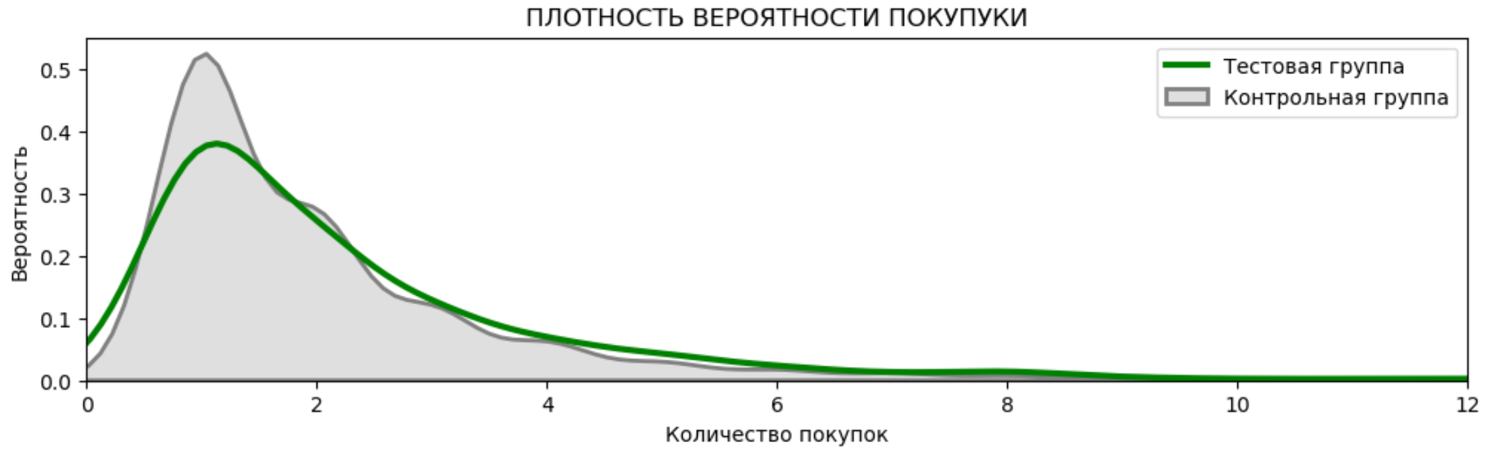 ПЛОТНОСТЬ ВЕРОЯТНОСТИ ПОКУПУКИ
Тестовая группа
Контрольная группа
Вероятность
0.5
0.4
0.3
0.2
0.1
0.0
0 2 4 6 8 10 12
Количество покупок